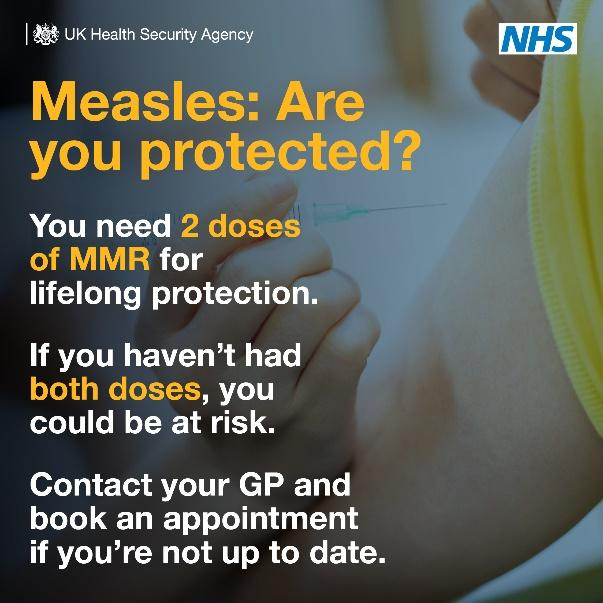 UK Health Security Agency
NHS
Measles: Are
you protected?
You need 2 doses
of MMR for
lifelong protection.
If you haven’t had
both doses, you
could be at risk.
Contact your GP and
book an appointment
if you’re not up to date.